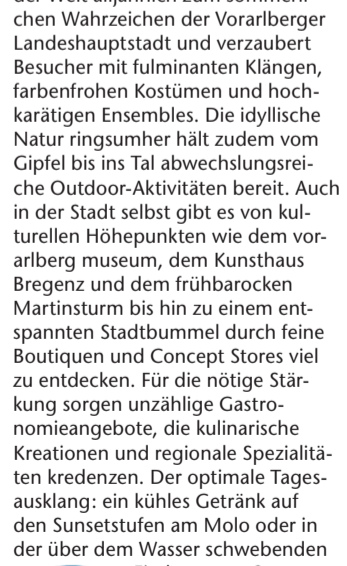 der Welt alljährlich zum sommerli-
chen Wahrzeichen der Vorarlberger
Landeshauptstadt und verzaubert
Besucher mit fulminanten Klängen,
farbenfrohen Kostümen und hoch-
karätigen Ensembles. Die idyllische
Natur ringsumher hält zudem vom
Gipfel bis ins Tal abwechslungsrei-
che Outdoor-Aktivitäten bereit. Auch
in der Stadt selbst gibt es von kul-
turellen Höhepunkten wie dem vor-
arlberg museum, dem Kunsthaus
Bregenz und dem frühbarocken
Martinsturm bis hin zu einem ent-
spannten Stadtbummel durch feine
Boutiquen und Concept Stores viel
zu entdecken. Für die nötige Stär-
kung sorgen unzählige Gastro-
nomieangebote, die kulinarische
Kreationen und regionale Spezialitä-
ten kredenzen. Der optimale Tages-
ausklang: ein kühles Getränk auf
den Sunsetstufen am Molo oder in
der über dem Wasser schwebenden